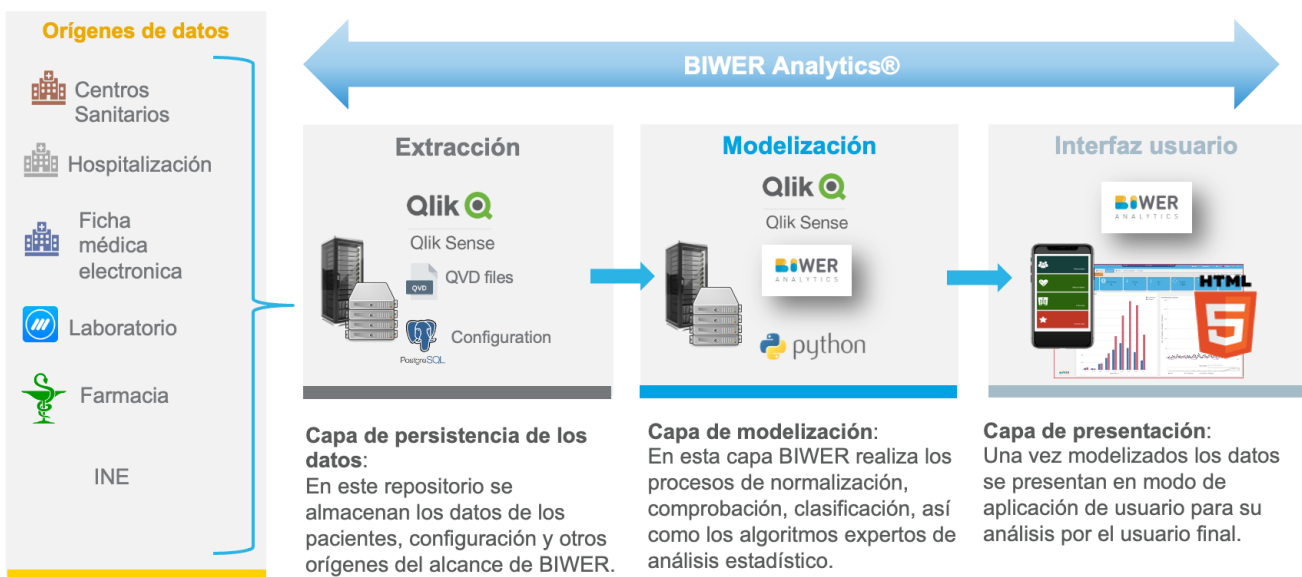 Orígenes de datos
Centros
Sanitarios
Hospitalización
Ficha
médica
electronica
Laboratorio
Farmacia
INE
BIWER Analytics®
Extracción
Qlik
Qlik Sense
QVD
QVD files
PostgreSQL
Configuration
Modelización
Qlik
Qlik Sense
BIWER
ANALYTICS
python
Interfaz usuario
BIWER
ANALYTICS
HTML
5
Capa de persistencia de los
datos:
En este repositorio se
almacenan los datos de los
pacientes, configuración y otros
orígenes del alcance de BIWER.
Capa de modelización:
En esta capa BIWER realiza los
procesos de normalización,
comprobación, clasificación, así
como los algoritmos expertos de
análisis estadístico.
Capa de presentación:
Una vez modelizados los datos
se presentan en modo de
aplicación de usuario para su
análisis por el usuario final.